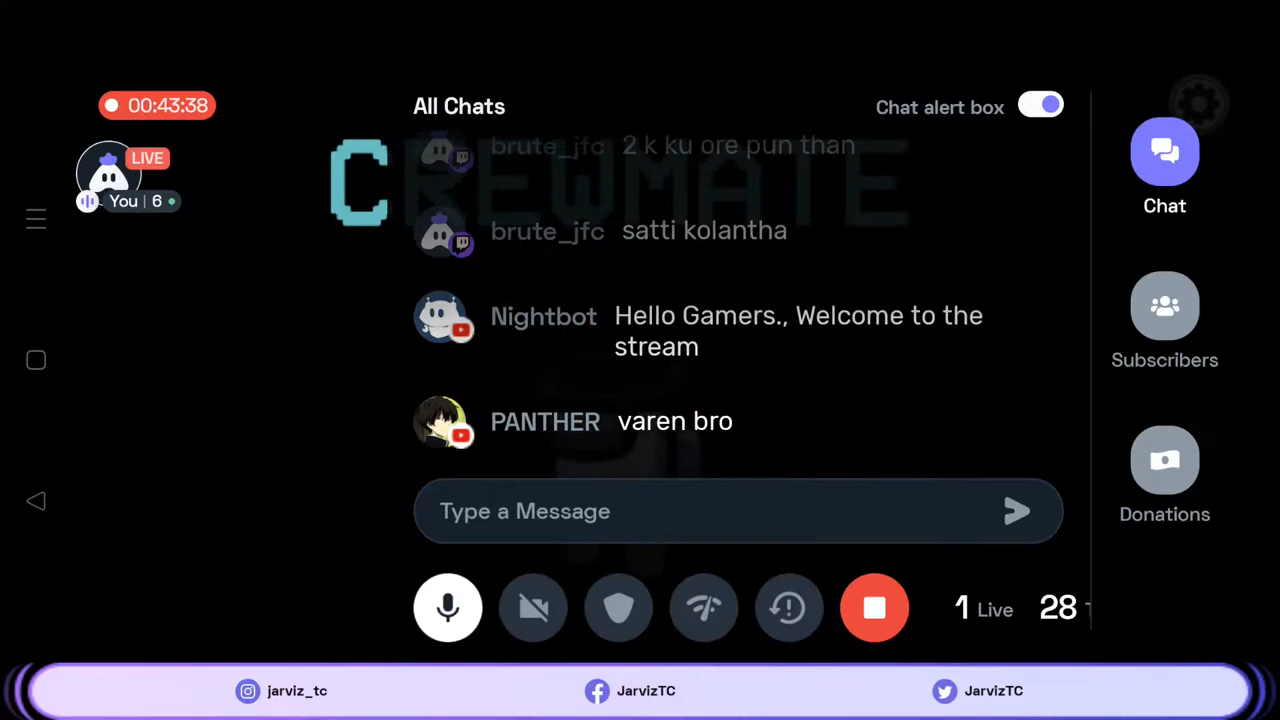 00:43:38
All Chats
Chat alert box
LIVE
You | 6
CREWMATE
brute_jfc 2 k ku ore pun than
brute_jfc satti kolantha
Nightbot Hello Gamers., Welcome to the
stream
PANTHER varen bro
Type a Message
1 Live 28
Chat
Subscribers
Donations
jarviz_tc
JarvizTC
JarvizTC